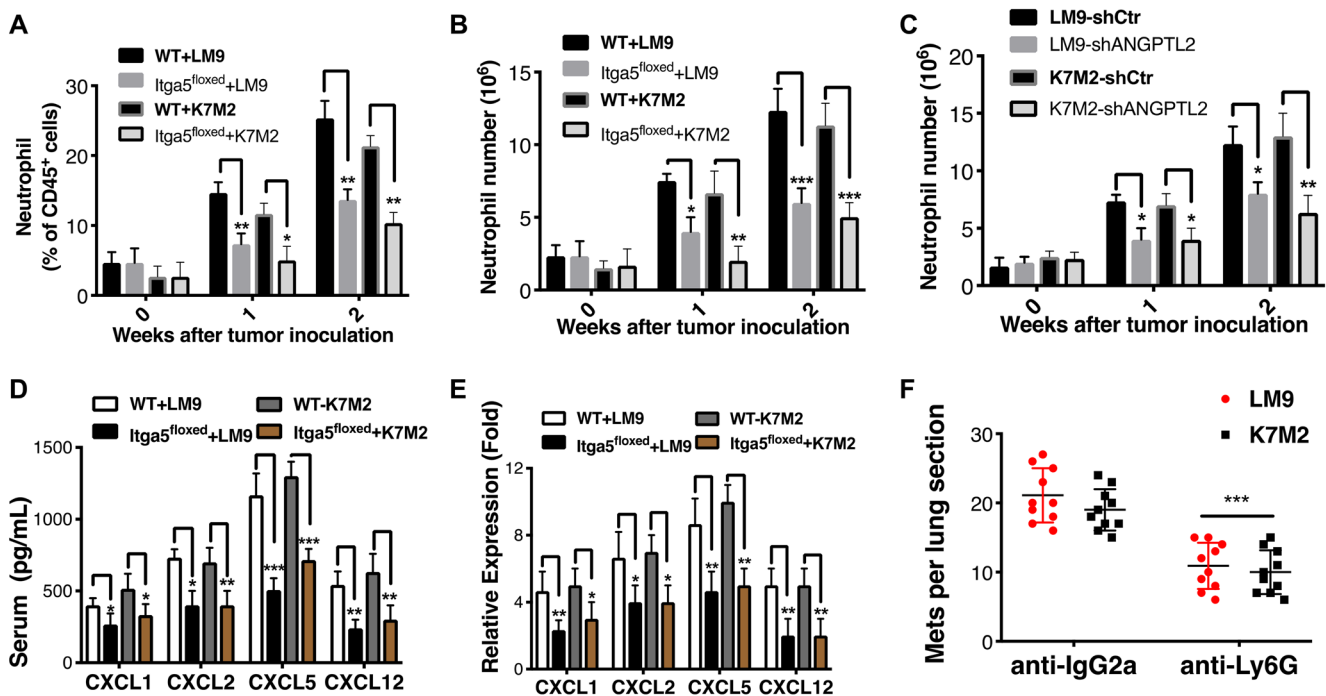 A
WT+LM9
Itga5floxed+LM9
WT+K7M2
Itga5floxed+K7M2
Neutrophil
(% of CD45+ cells)
30
20
10
0
**
*
**
**
0
1
2
Weeks after tumor inoculation
B
WT+LM9
Itga5floxed+LM9
WT+K7M2
Itga5floxed+K7M2
Neutrophil number (10⁶)
15
10
5
0
*
**
***
***
0
1
2
Weeks after tumor inoculation
C
LM9-shCtr
LM9-shANGPTL2
K7M2-shCtr
K7M2-shANGPTL2
Neutrophil number (10⁶)
20
15
10
5
0
*
*
*
**
0
1
2
Weeks after tumor inoculation
D
WT+LM9
WT-K7M2
Itga5floxed+LM9
Itga5floxed+K7M2
Serum (pg/mL)
1500
1000
500
0
*
*
*
**
***
***
**
**
CXCL1
CXCL2
CXCL5
CXCL12
E
WT+LM9
WT-K7M2
Itga5floxed+LM9
Itga5floxed+K7M2
Relative Expression (Fold)
12
8
4
0
**
*
*
*
**
**
**
**
CXCL1
CXCL2
CXCL5
CXCL12
F
LM9
K7M2
Mets per lung section
30
20
10
0
***
anti-IgG2a
anti-Ly6G